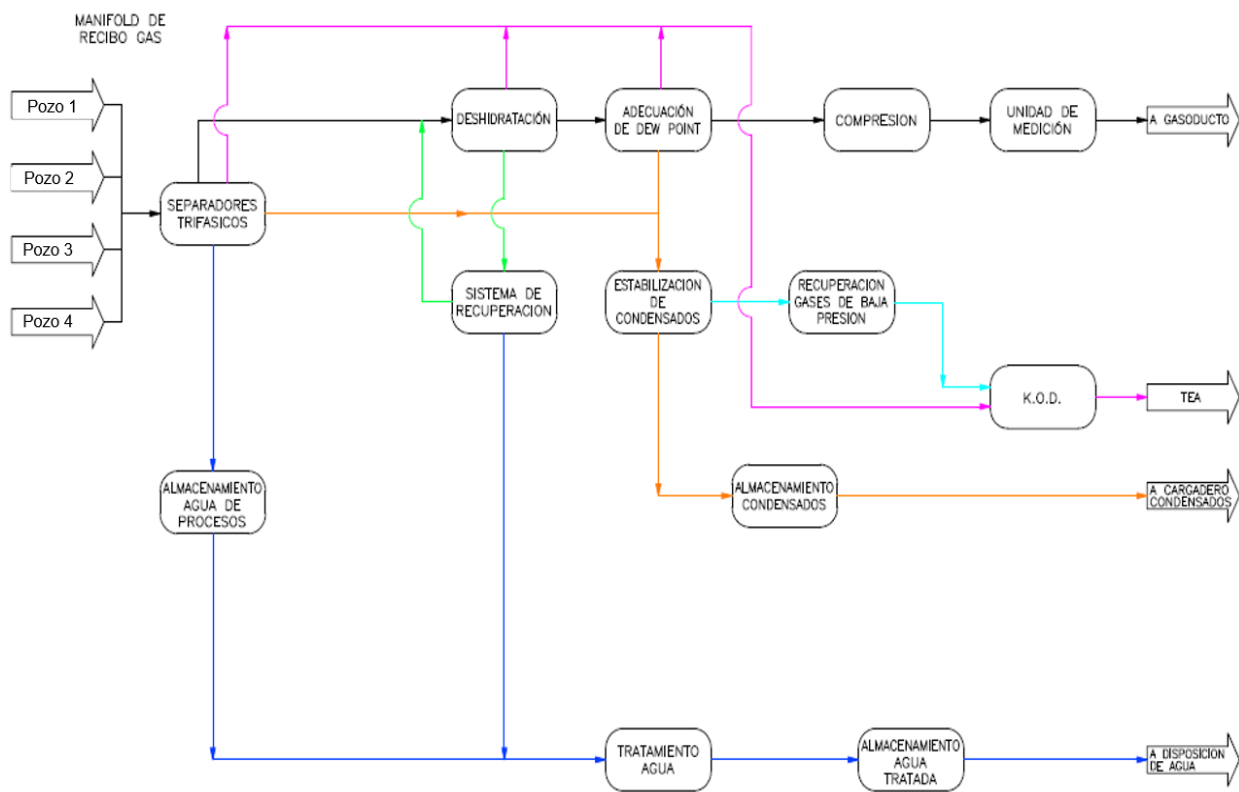 MANIFOLD DE
RECIBO GAS
Pozo 1
Pozo 2
Pozo 3
Pozo 4
SEPARADORES
TRIFASICOS
DESHIDRATACIÓN
ADECUACIÓN
DE DEW POINT
COMPRESION
UNIDAD DE
MEDICIÓN
A GASODUCTO
SISTEMA DE
RECUPERACION
ESTABILIZACION
DE
CONDENSADOS
RECUPERACION
GASES DE BAJA
PRESION
K.O.D.
TEA
ALMACENAMIENTO
AGUA DE
PROCESOS
ALMACENAMIENTO
CONDENSADOS
A CARGADERO
CONDENSADOS
TRATAMIENTO
AGUA
ALMACENAMIENTO
AGUA
TRATADA
A DISPOSICION
DE AGUA